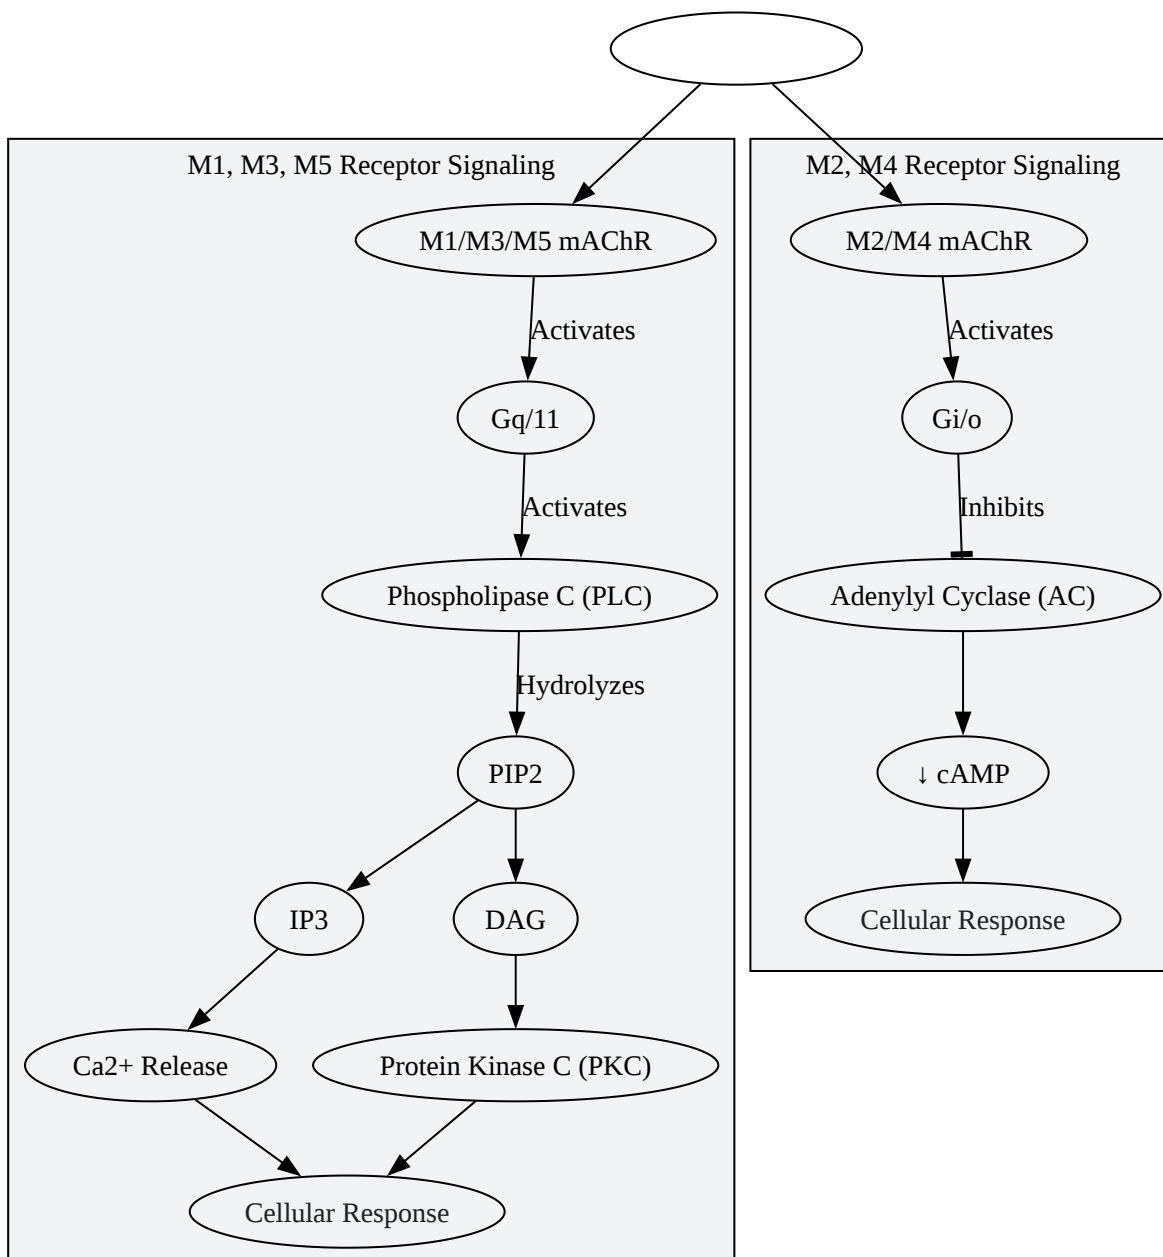 M1, M3, M5 Receptor Signaling
M1/M3/M5 mAChR
Activates
Gq/11
Activates
Phospholipase C (PLC)
Hydrolyzes
PIP2
IP3
DAG
Ca2+ Release
Protein Kinase C (PKC)
Cellular Response
M2, M4 Receptor Signaling
M2/M4 mAChR
Activates
Gi/o
Inhibits
Adenylyl Cyclase (AC)
↓ cAMP
Cellular Response